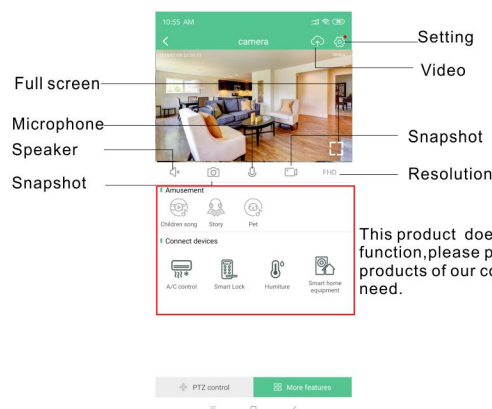 10:55 AM
camera
Setting
Video
Full screen
Microphone
Speaker
Snapshot
Snapshot
Resolution
FHD
Amusement
Children song
Story
Pet
Connect devices
A/C control
Smart Lock
Humiture
Smart home
equipment
This product doe
function,please p
products of our co
need.
PTZ control
More features